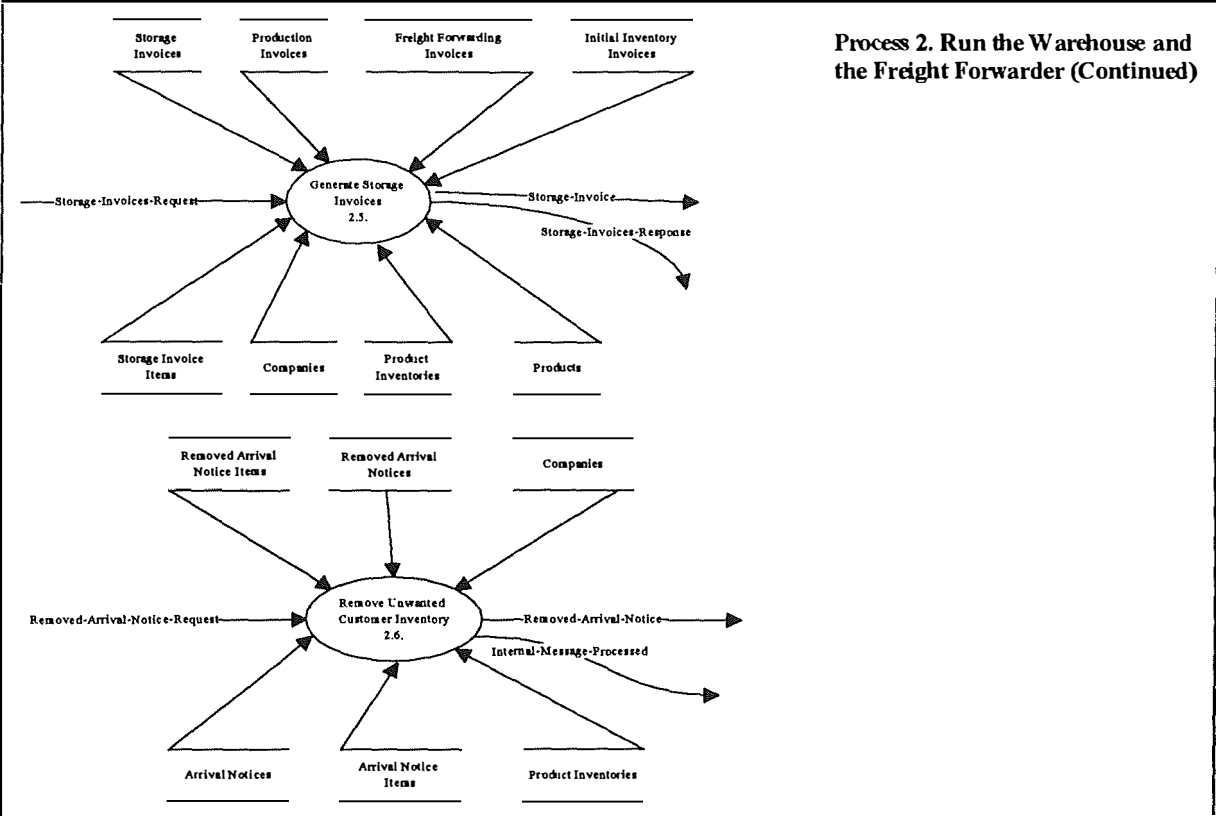 Process 2. Run the Warehouse and
the Freight Forwarder (Continued)
Storage
Invoices
Production
Invoices
Freight Forwarding
Invoices
Initial Inventory
Invoices
Storage-Invoices-Request
Generate Storage
Invoices
2.5.
Storage-Invoice
Storage-Invoices-Response
Storage Invoice
Items
Companies
Product
Inventories
Products
Removed Arrival
Notice Items
Removed Arrival
Notices
Companies
Removed-Arrival-Notice-Request
Remove Unwanted
Customer Inventory
2.6.
Removed-Arrival-Notice
Internal-Message-Processed
Arrival Notices
Arrival Notice
Items
Product Inventories